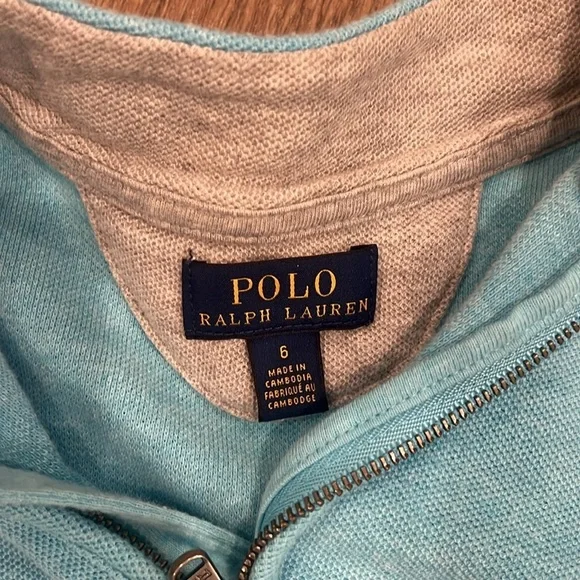 POLO
RALPH LAUREN
6
MADE IN
CAMBODIA
FABRIQUÉ AU
CAMBODGE